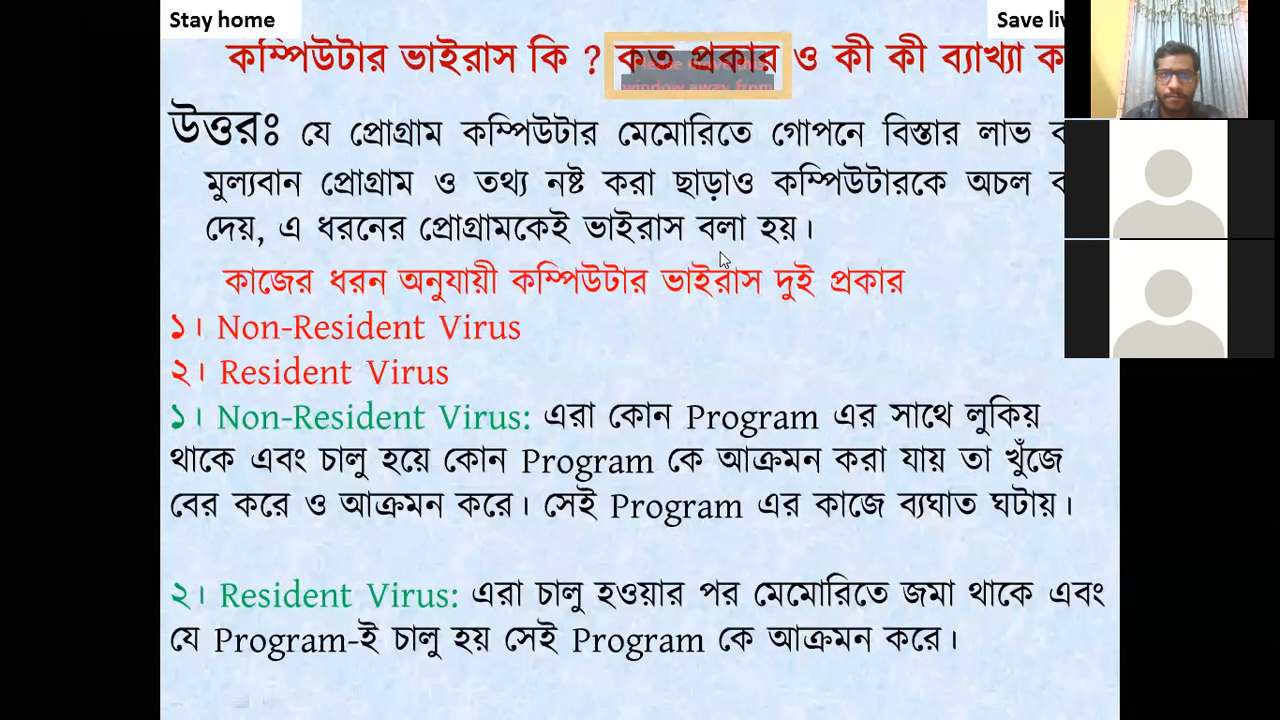 Stay home
Save
কম্পিউটার ভাইরাস কি ? কত প্রকার ও কী কী ব্যাখ্যা
window away from
উত্তরঃ যে প্রোগ্রাম কম্পিউটার মেমোরিতে গোপনে বিস্তার লাভ
মুল্যবান প্রোগ্রাম ও তথ্য নষ্ট করা ছাড়াও কম্পিউটারকে অচল
দেয়, এ ধরনের প্রোগ্রামকেই ভাইরাস বলা হয়।
কাজের ধরন অনুযায়ী কম্পিউটার ভাইরাস দুই প্রকার
১। Non-Resident Virus
২। Resident Virus
১। Non-Resident Virus: এরা কোন Program এর সাথে লুকিয়
থাকে এবং চালু হয়ে কোন Program কে আক্রমন করা যায় তা খুঁজে
বের করে ও আক্রমন করে। সেই Program এর কাজে ব্যঘাত ঘটায়।
২। Resident Virus: এরা চালু হওয়ার পর মেমোরিতে জমা থাকে এবং
যে Program-ই চালু হয় সেই Program কে আক্রমন করে।